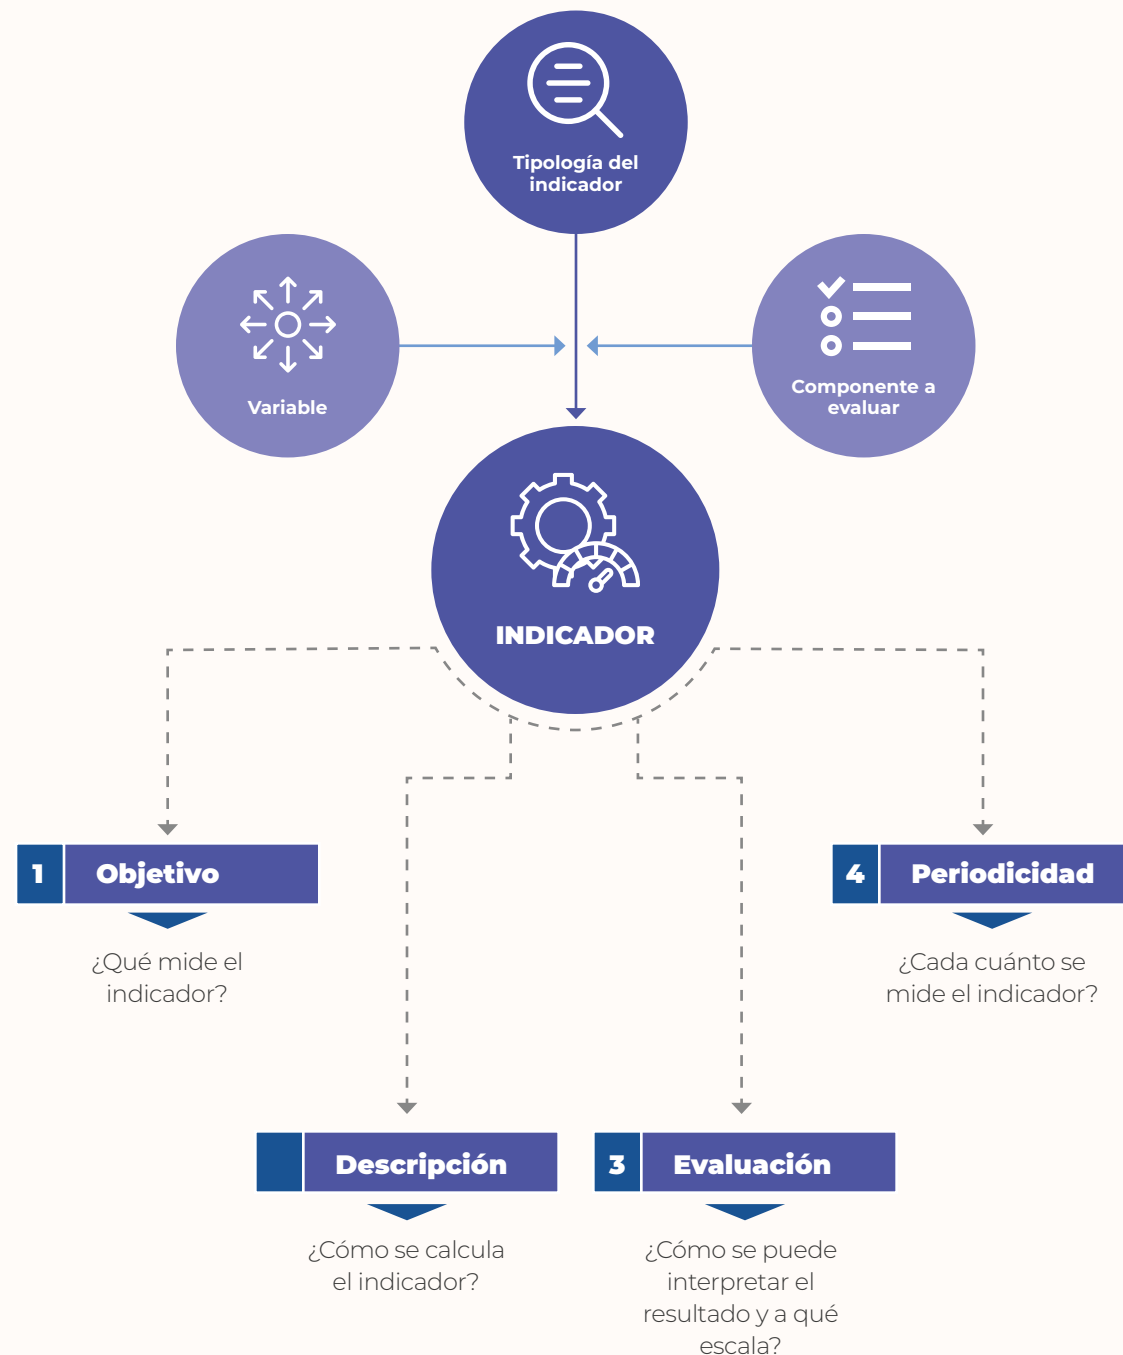 Tipología del
indicador
Variable
Componente a
evaluar
INDICADOR
1
Objetivo
¿Qué mide el
indicador?
4
Periodicidad
¿Cada cuánto se
mide el indicador?
Descripción
¿Cómo se calcula
el indicador?
3
Evaluación
¿Cómo se puede
interpretar el
resultado y a qué
escala?